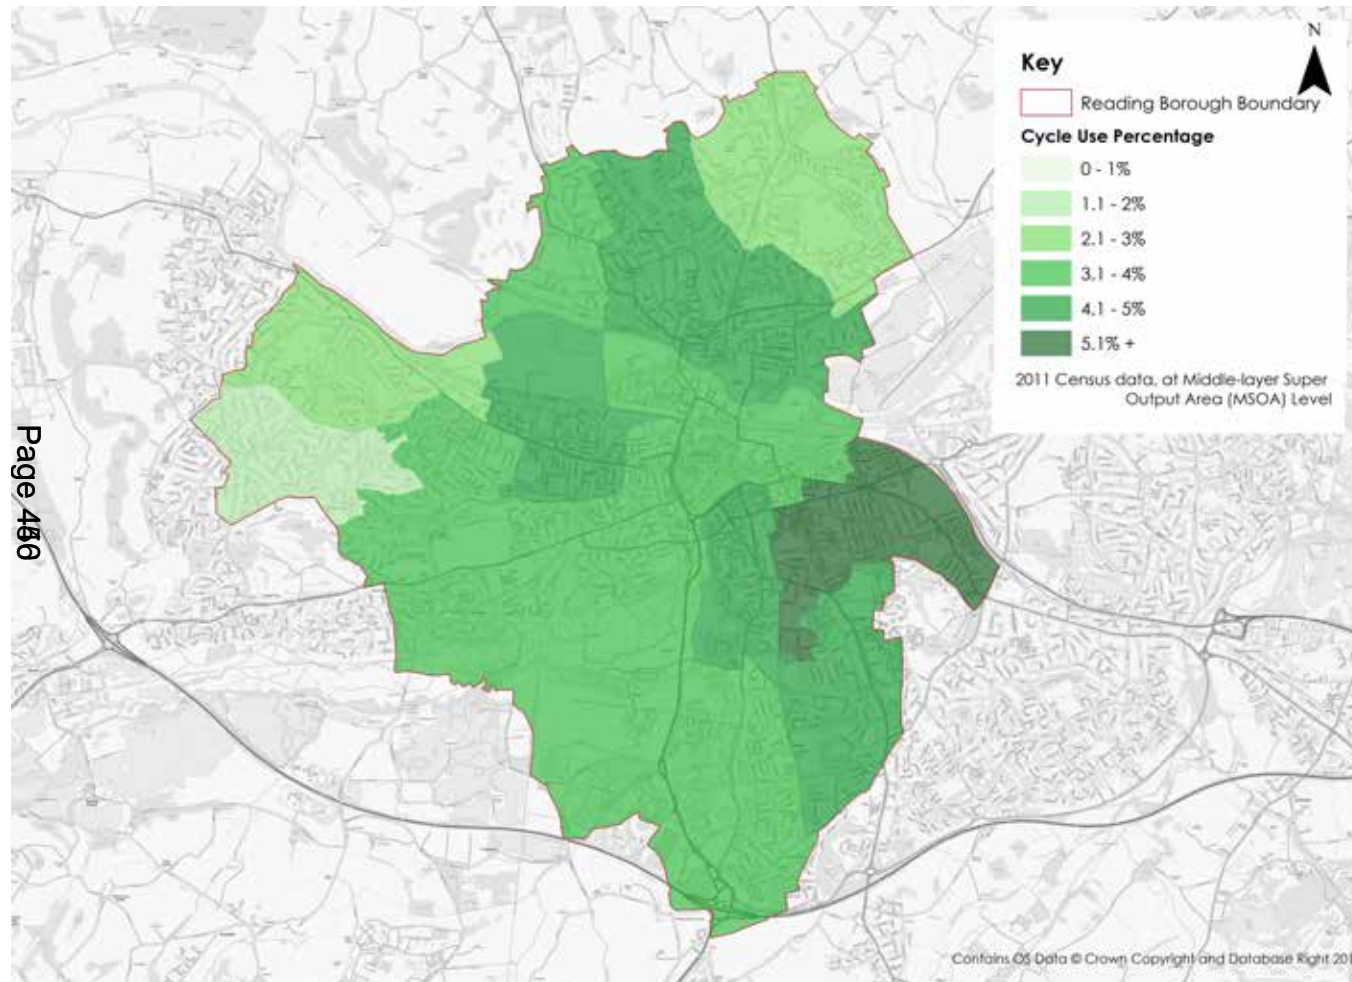 N
Key
Reading Borough Boundary
Cycle Use Percentage
0 - 1%
1.1 - 2%
2.1 - 3%
3.1 - 4%
4.1 - 5%
5.1% +
2011 Census data, at Middle-layer Super
Output Area (MSOA) Level
Page
Contains OS Data © Crown Copyright and Database Right